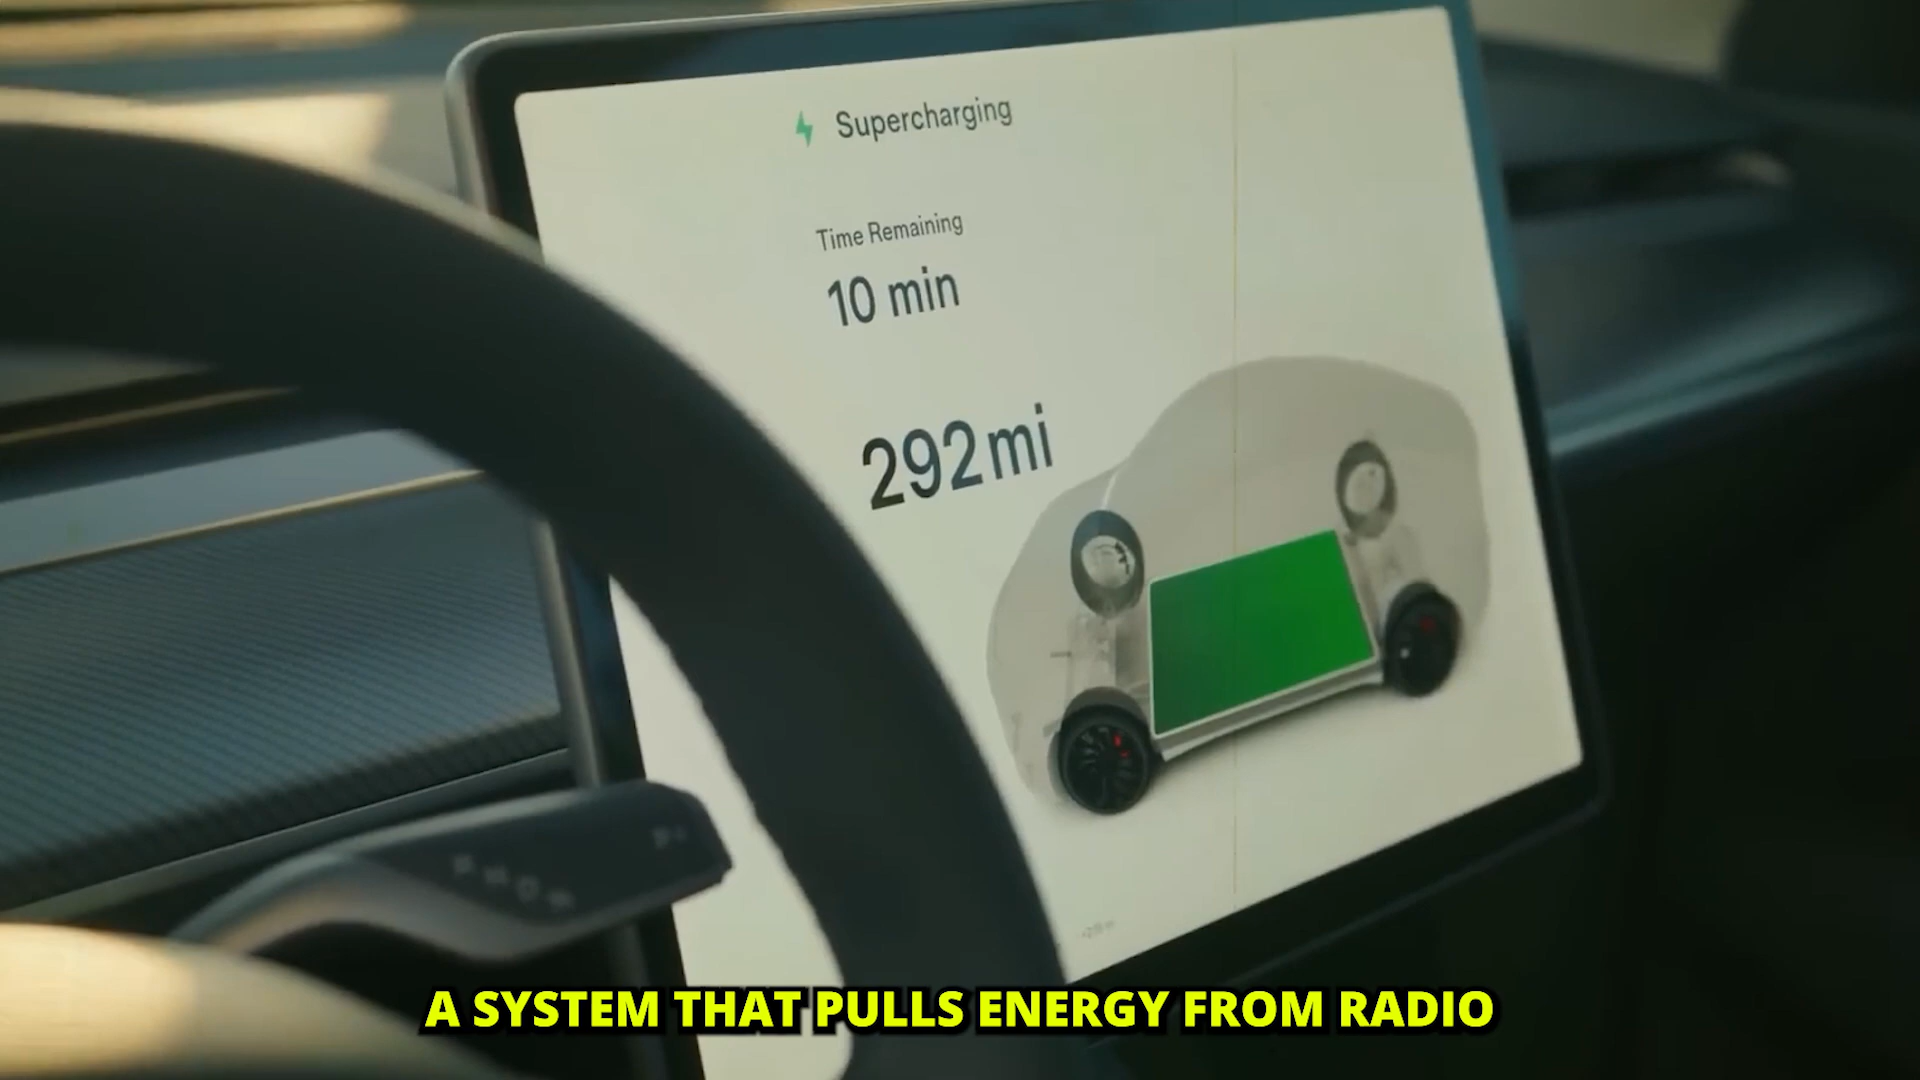 Supercharging
Time Remaining
10 min
292 mi
A SYSTEM THAT PULLS ENERGY FROM RADIO